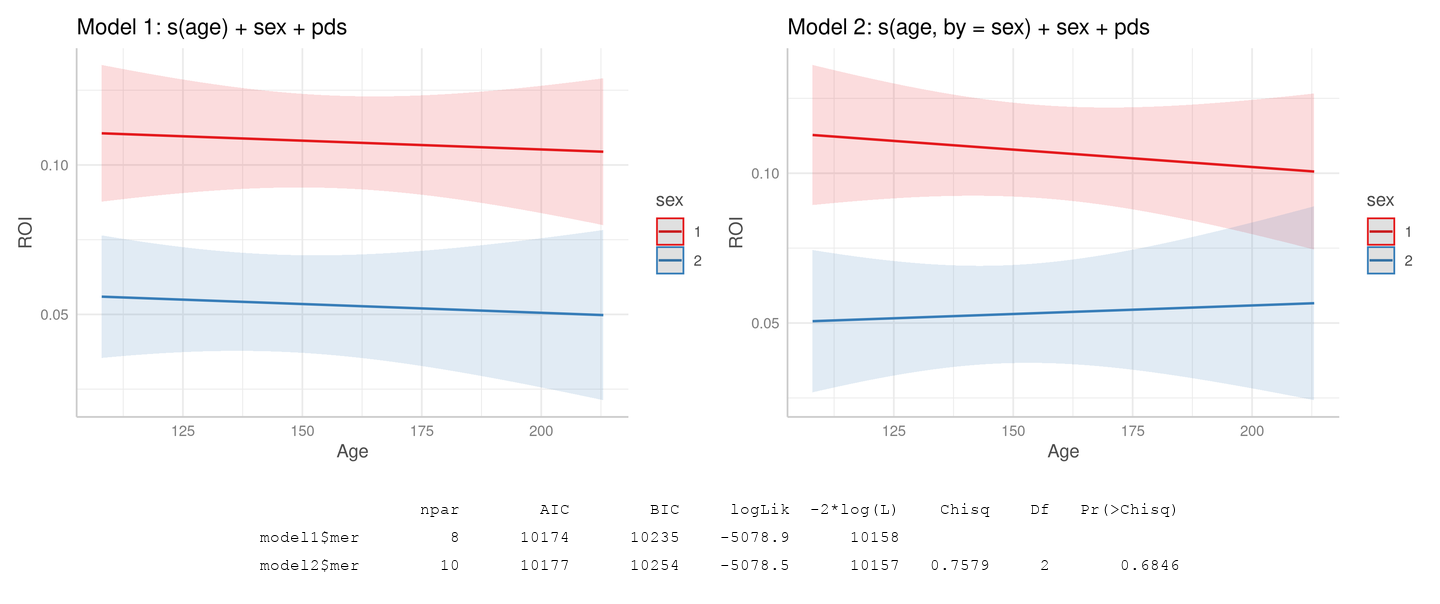 Model 1: s(age) + sex + pds
0.10
0.05
ROI
125 150 175 200
Age
sex
1
2
Model 2: s(age, by = sex) + sex + pds
0.10
0.05
ROI
125 150 175 200
Age
sex
1
2
npar AIC BIC logLik -2*log(L) Chisq Df Pr(>Chisq)
model1$mer 8 10174 10235 -5078.9 10158
model2$mer 10 10177 10254 -5078.5 10157 0.7579 2 0.6846